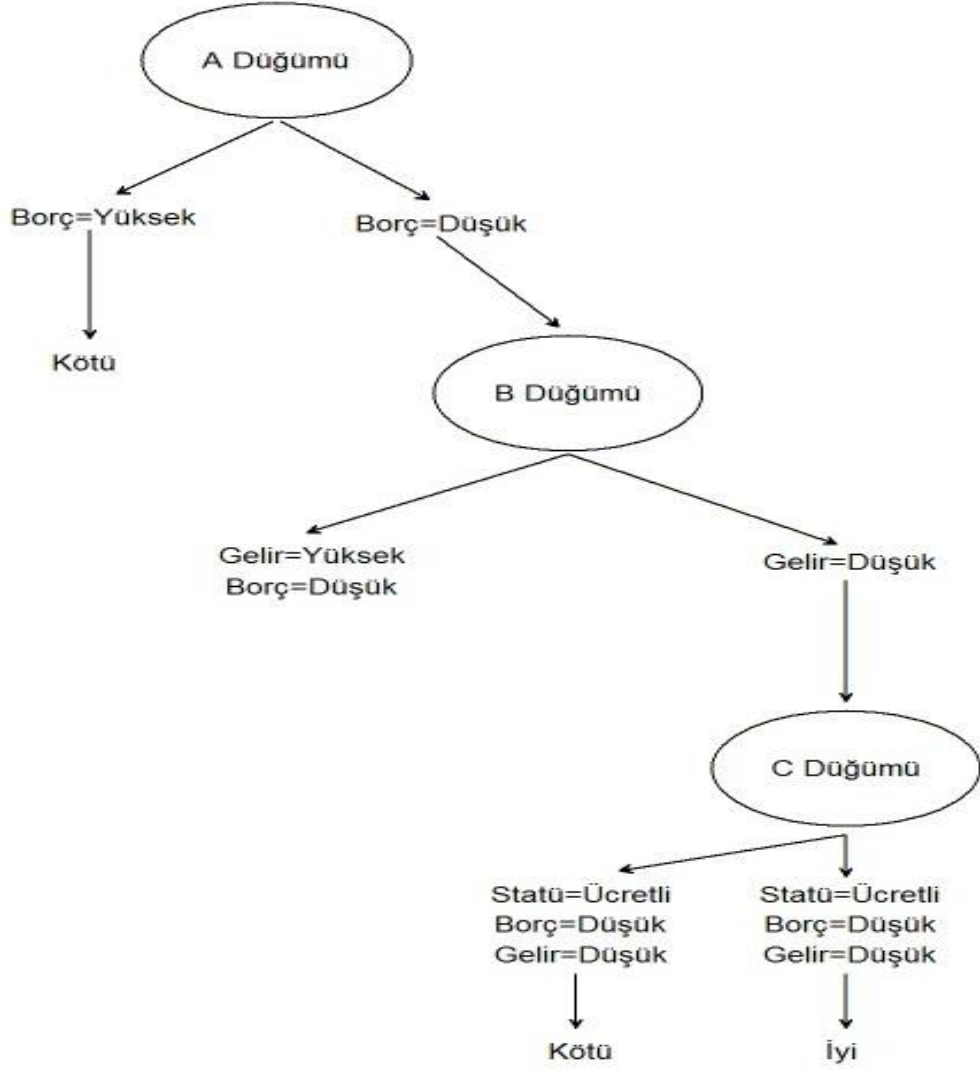 A Düğümü
Borç=Yüksek
Borç=Düşük
Kötü
B Düğümü
Gelir=Yüksek
Borç=Düşük
Gelir=Düşük
C Düğümü
Statü=Ücretli
Borç=Düşük
Gelir=Düşük
Statü=Ücretli
Borç=Düşük
Gelir=Düşük
Kötü
İyi